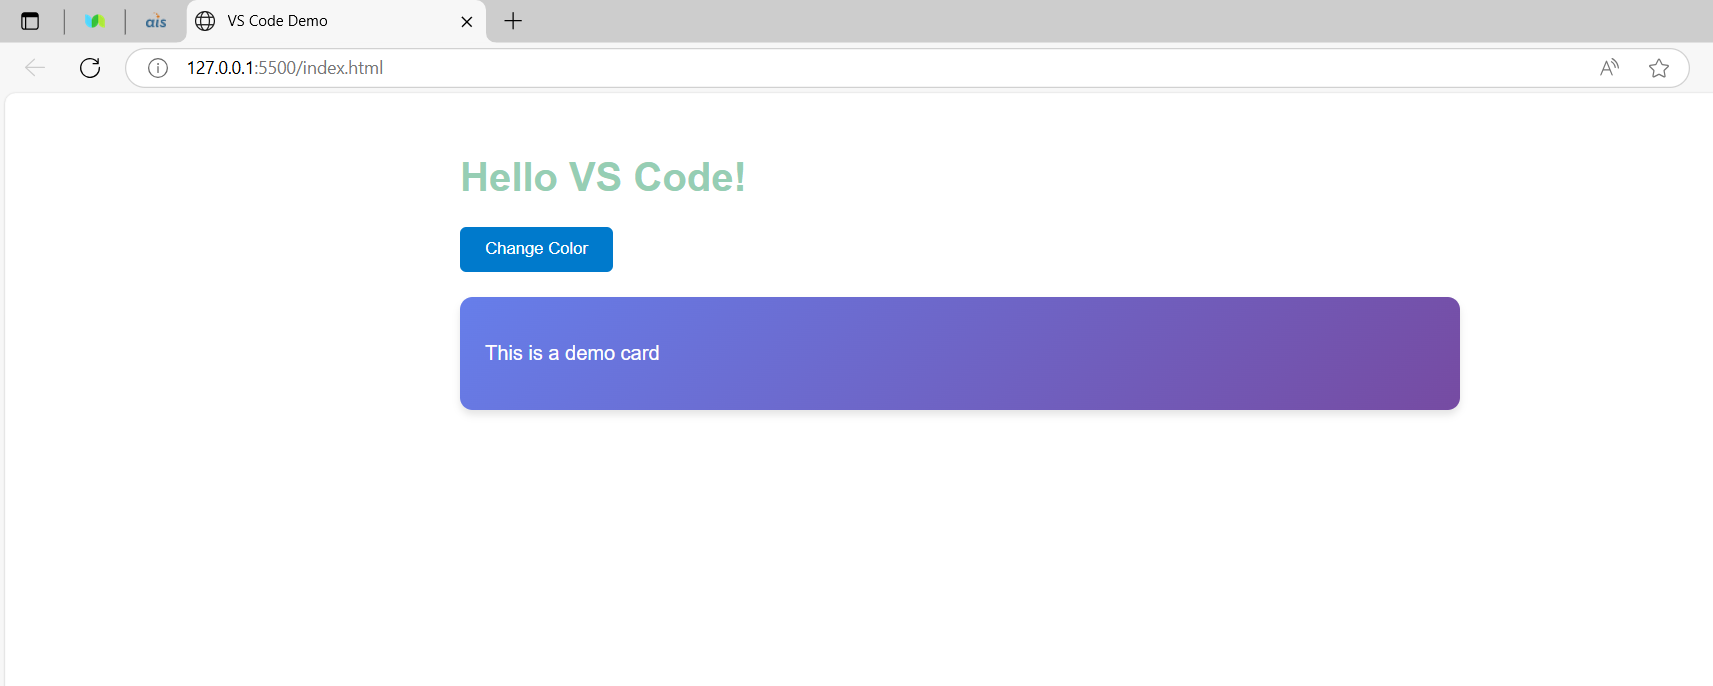 ais
VS Code Demo
127.0.0.1:5500/index.html
Hello VS Code!
Change Color
This is a demo card